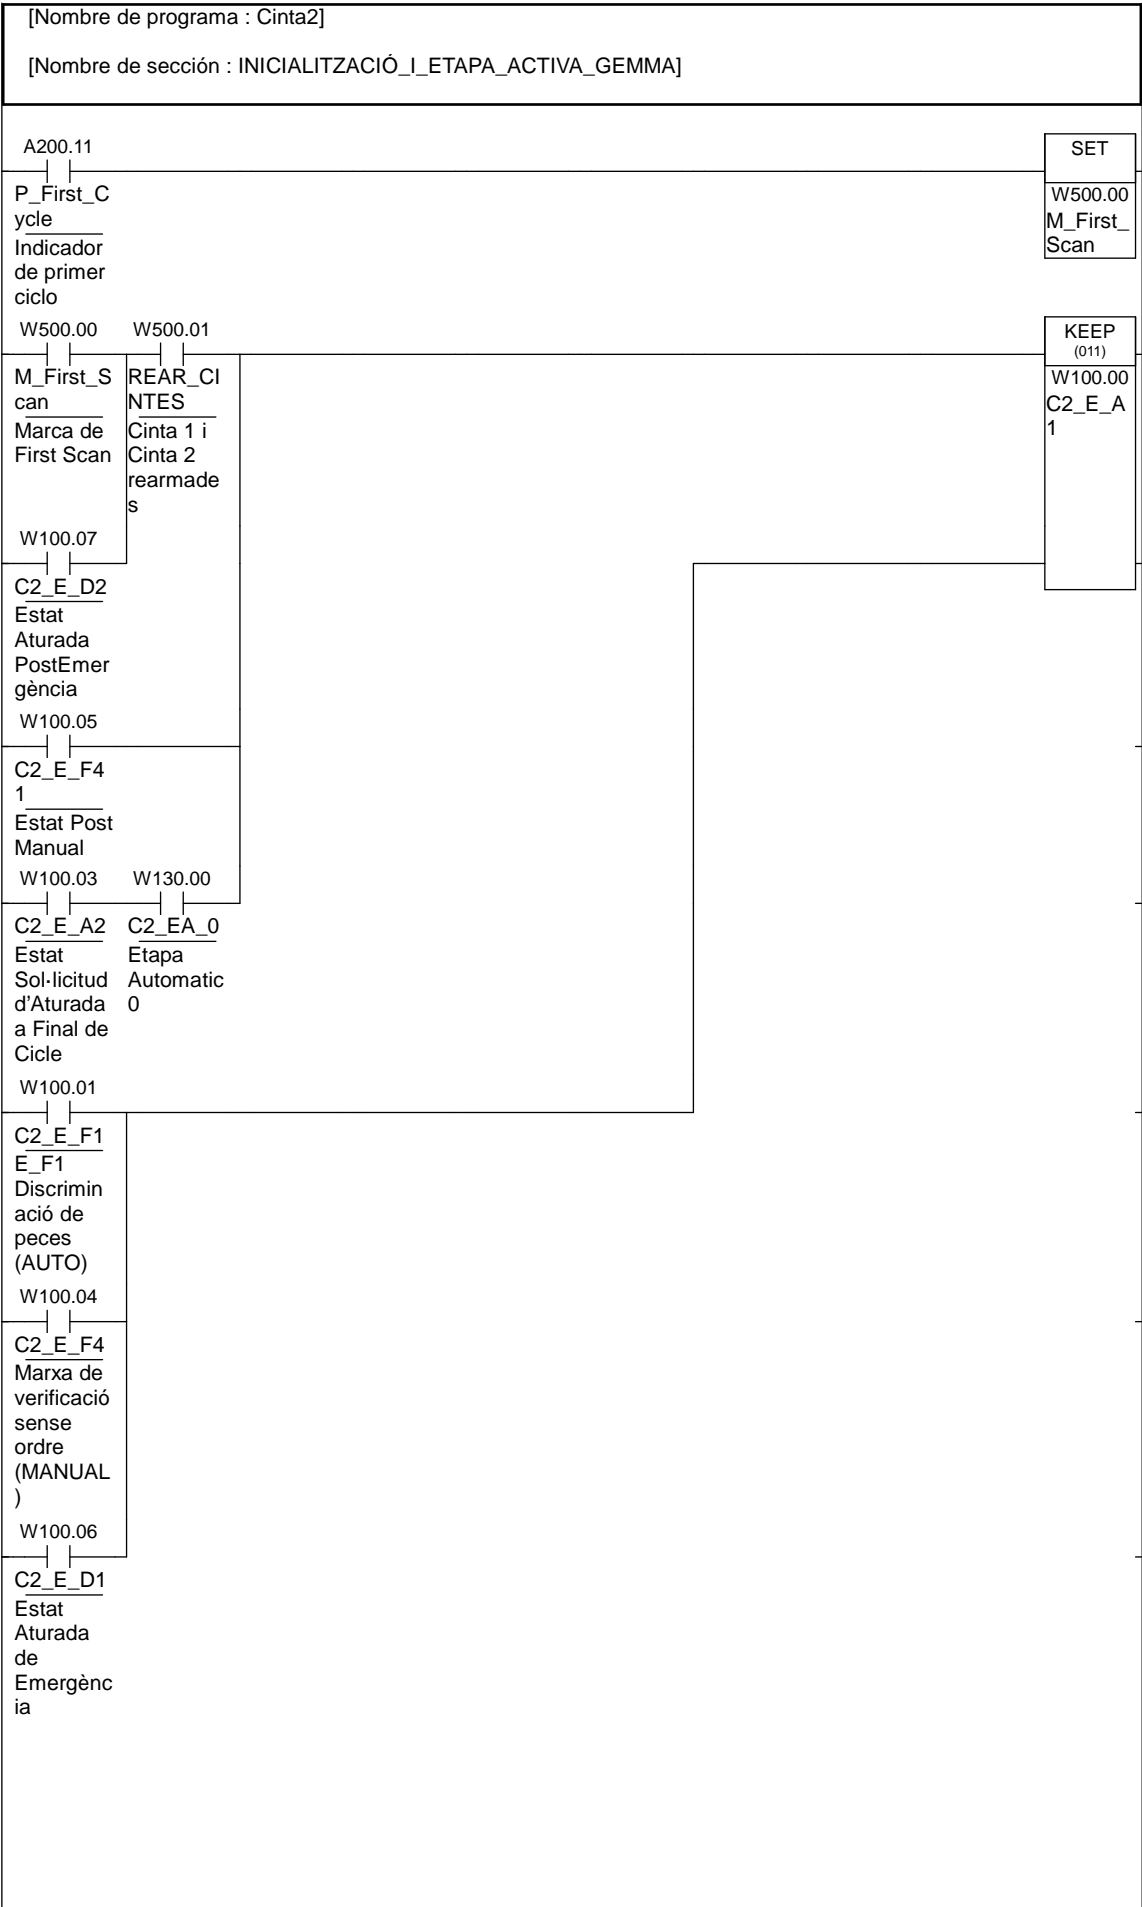 [Nombre de programa : Cinta2]
[Nombre de sección : INICIALITZACIÓ_I_ETAPA_ACTIVA_GEMMA]
A200.11
P_First_C
ycle
Indicador
de primer
ciclo
SET
W500.00
M_First_
Scan
W500.00
M_First_S
can
Marca de
First Scan
W500.01
REAR_CI
NTES
Cinta 1 i
Cinta 2
rearmade
s
KEEP
(011)
W100.00
C2_E_A
1
W100.07
C2_E_D2
Estat
Aturada
PostEmer
gència
W100.05
C2_E_F4
1
Estat Post
Manual
W100.03
C2_E_A2
Estat
Sol·licitud
d'Aturada
a Final de
Cicle
W130.00
C2_EA_0
Etapa
Automatic
0
W100.01
C2_E_F1
E_F1
Discrimin
ació de
peces
(AUTO)
W100.04
C2_E_F4
Marxa de
verificació
sense
ordre
(MANUAL
)
W100.06
C2_E_D1
Estat
Aturada
de
Emergènc
ia